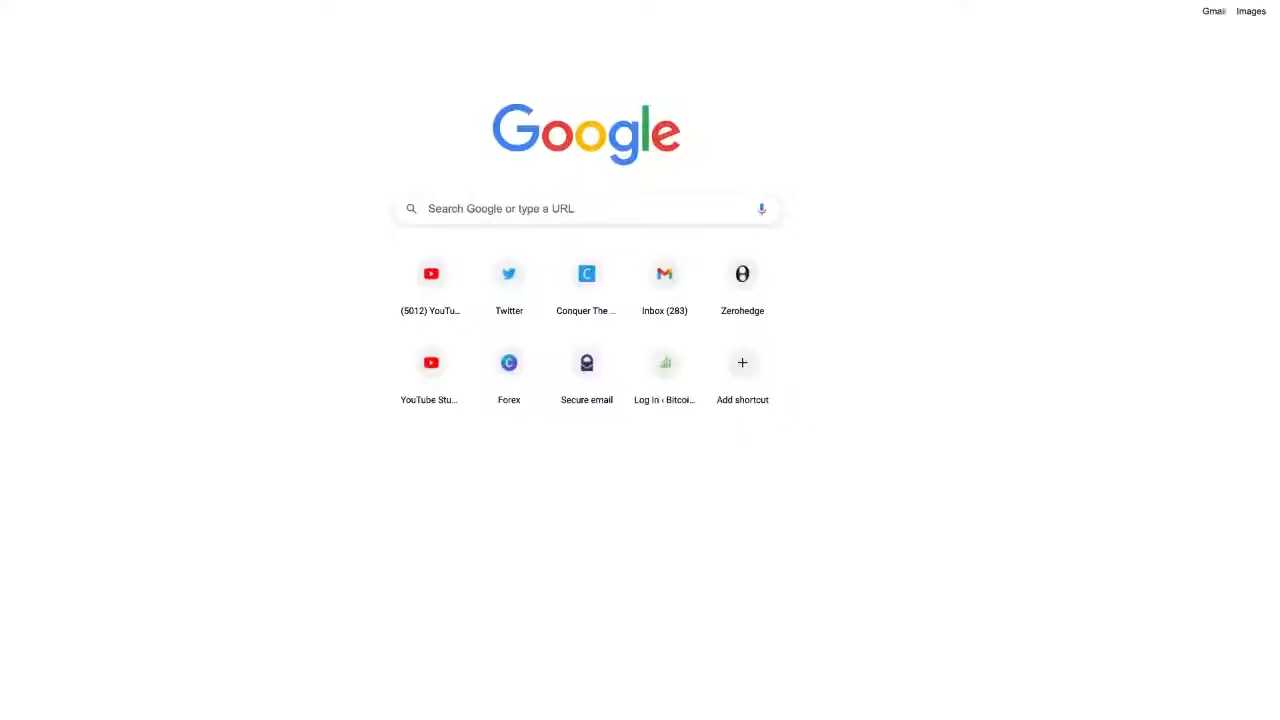 Gmail Images
Google
Search Google or type a URL
(5012) YouTu... Twitter Conquer The ... Inbox (283) Zerohedge
YouTube Stu... Forex Secure email Log In ‹ Bitcoi... Add shortcut